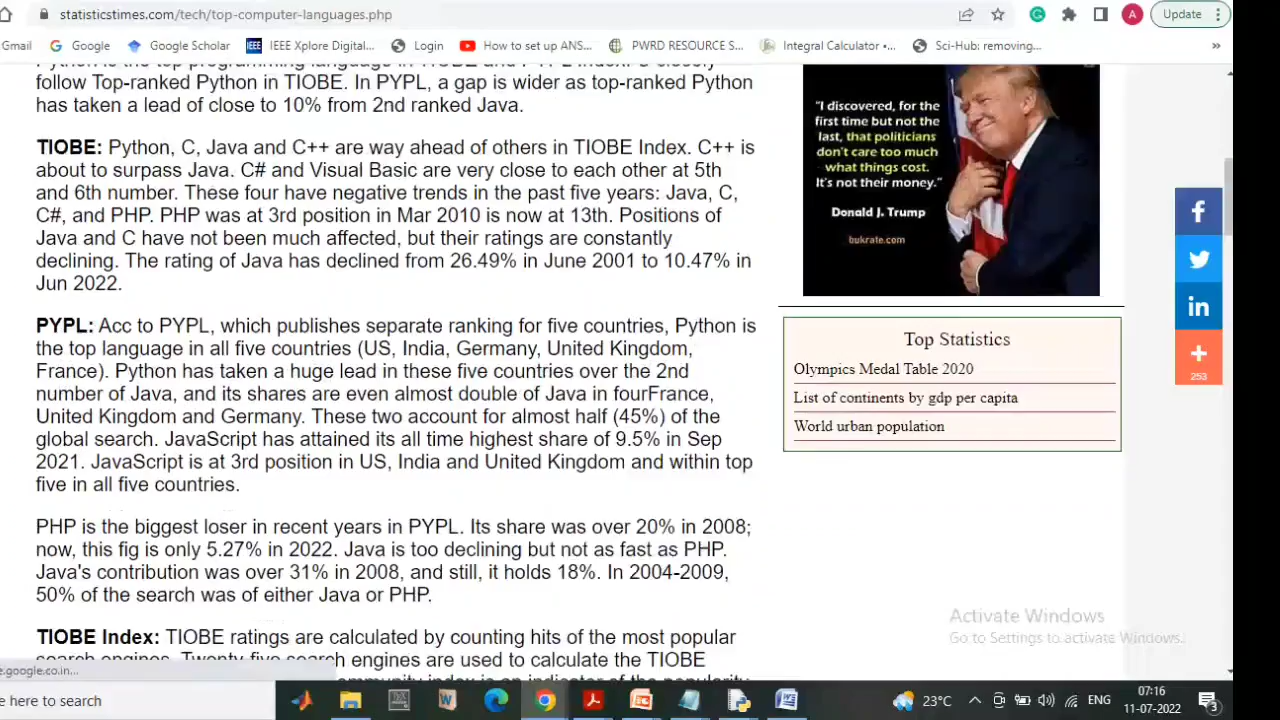 statisticstimes.com/tech/top-computer-languages.php
A
Update
Gmail
Google
Google Scholar
IEEE
IEEE Xplore Digital...
Login
How to set up ANS...
PWRD RESOURCE S...
Integral Calculator •...
Sci-Hub: removing...
»
follow Top-ranked Python in TIOBE. In PYPL, a gap is wider as top-ranked Python
has taken a lead of close to 10% from 2nd ranked Java.
TIOBE: Python, C, Java and C++ are way ahead of others in TIOBE Index. C++ is
about to surpass Java. C# and Visual Basic are very close to each other at 5th
and 6th number. These four have negative trends in the past five years: Java, C,
C#, and PHP. PHP was at 3rd position in Mar 2010 is now at 13th. Positions of
Java and C have not been much affected, but their ratings are constantly
declining. The rating of Java has declined from 26.49% in June 2001 to 10.47% in
Jun 2022.
PYPL: Acc to PYPL, which publishes separate ranking for five countries, Python is
the top language in all five countries (US, India, Germany, United Kingdom,
France). Python has taken a huge lead in these five countries over the 2nd
number of Java, and its shares are even almost double of Java in fourFrance,
United Kingdom and Germany. These two account for almost half (45%) of the
global search. JavaScript has attained its all time highest share of 9.5% in Sep
2021. JavaScript is at 3rd position in US, India and United Kingdom and within top
five in all five countries.
PHP is the biggest loser in recent years in PYPL. Its share was over 20% in 2008;
now, this fig is only 5.27% in 2022. Java is too declining but not as fast as PHP.
Java's contribution was over 31% in 2008, and still, it holds 18%. In 2004-2009,
50% of the search was of either Java or PHP.
TIOBE Index: TIOBE ratings are calculated by counting hits of the most popular
search engines. Twenty-five search engines are used to calculate the TIOBE
"I discovered, for the
first time but not the
last, that politicians
don't care too much
what things cost.
It's not their money."
Donald J. Trump
bukrate.com
Top Statistics
Olympics Medal Table 2020
List of continents by gdp per capita
World urban population
253
Activate Windows
Go to Settings to activate Windows.
e.google.co.in...
here to search
23°C
ENG
07:16
11-07-2022
3